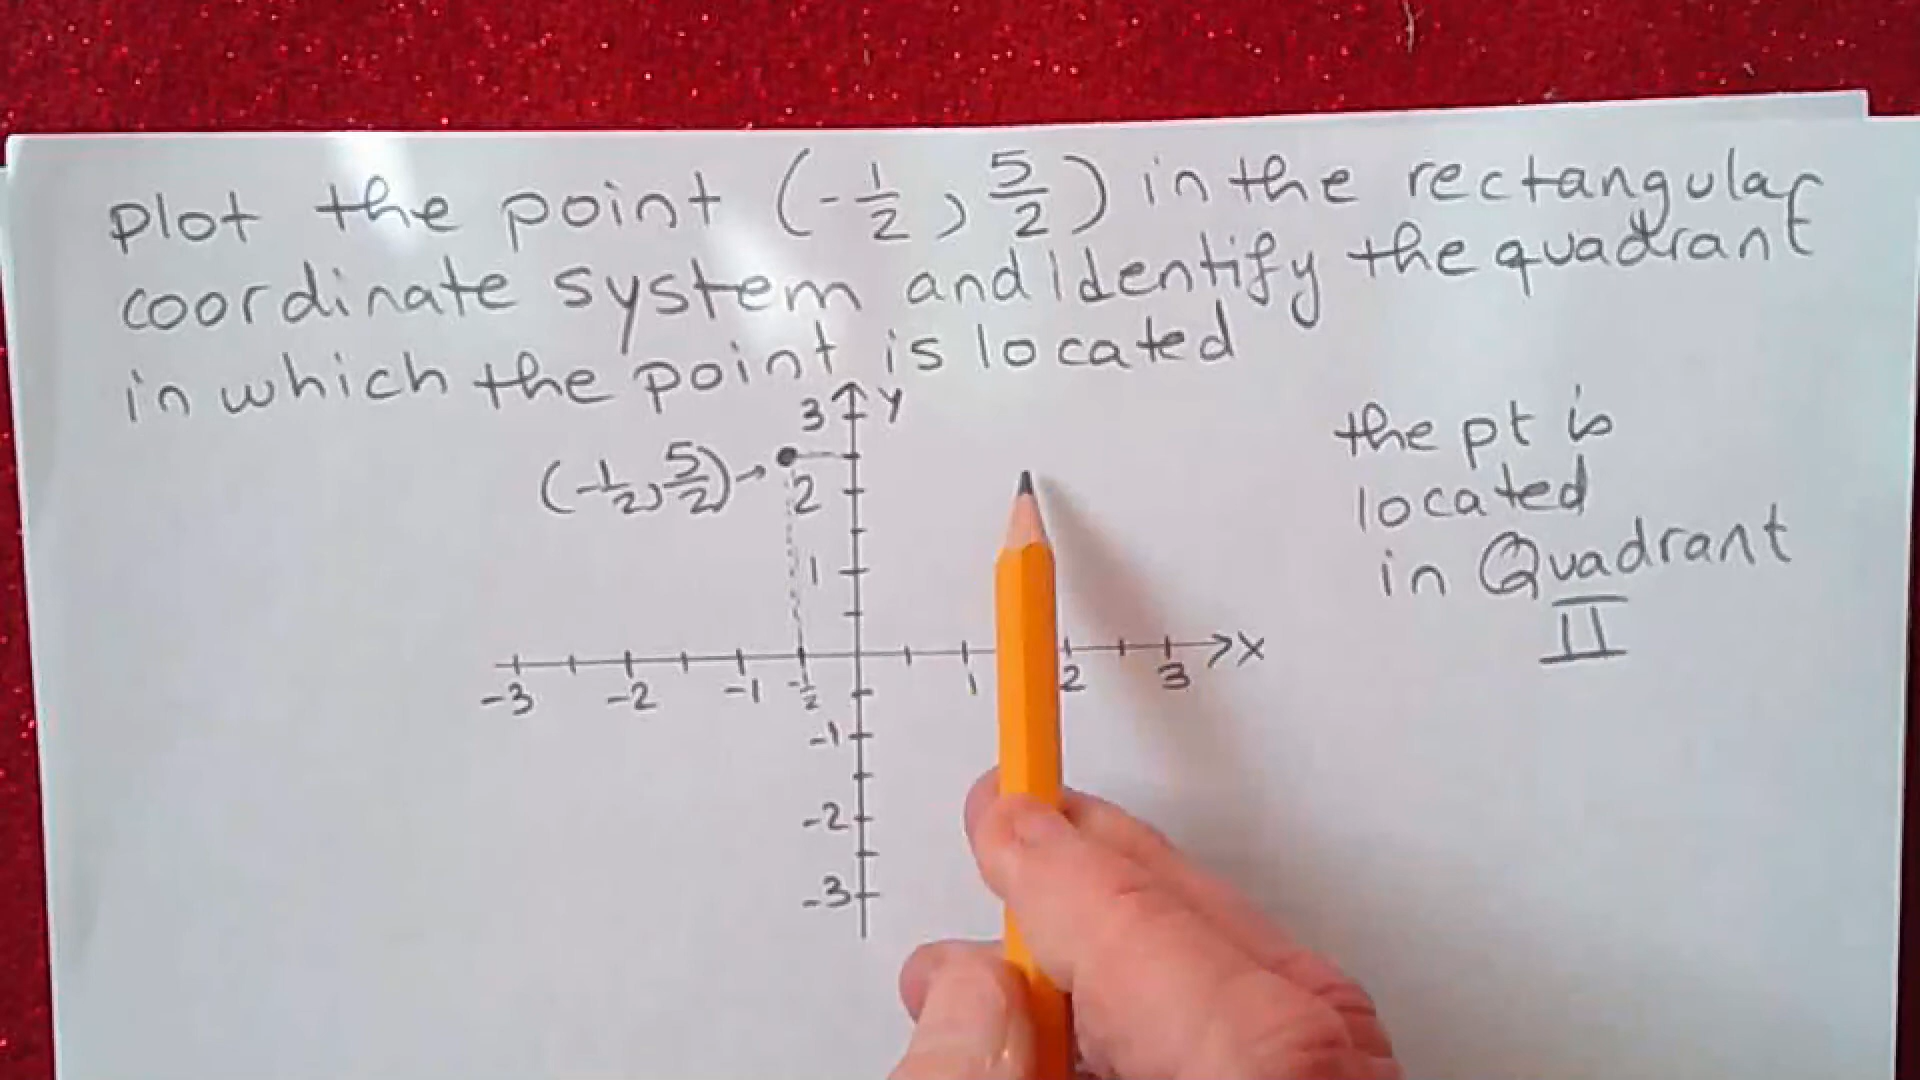 Plot the point (-1/2, 5/2) in the rectangular
coordinate system and identify the quadrant
in which the point is located
3 Y
(-1/2, 5/2) → 2
1
-3 -2 -1 -1/2 1 2 3 X
-1
-2
-3
the pt is
located
in Quadrant
II